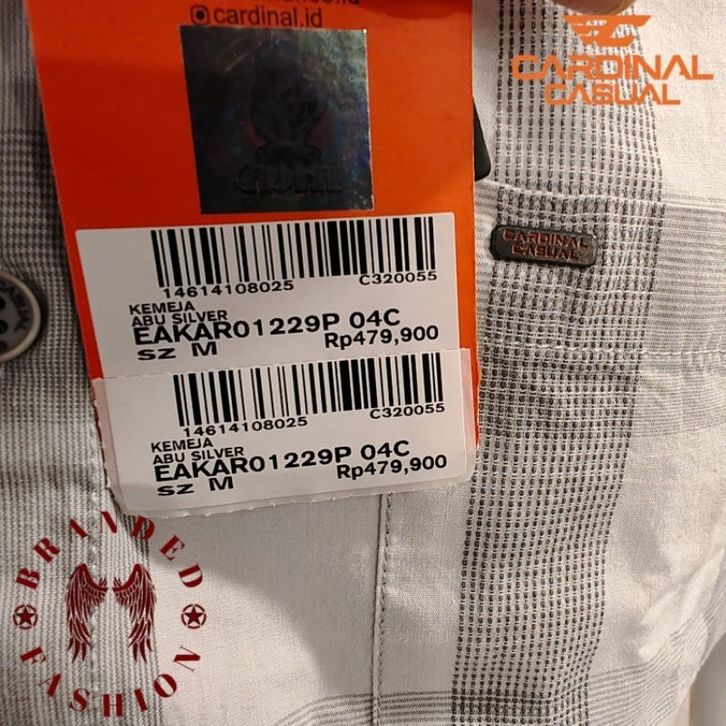 cardinal.id
CARDINAL
CASUAL
CARDINAL
14614108025
C320055
KEMEJA
ABU SILVER
EAKAR01229P 04C
SZ M
Rp479,900
14614108025
C320055
KEMEJA
ABU SILVER
EAKAR01229P 04C
SZ M
Rp479,900
CARDINAL
CASUAL
BRANDED
FASHION